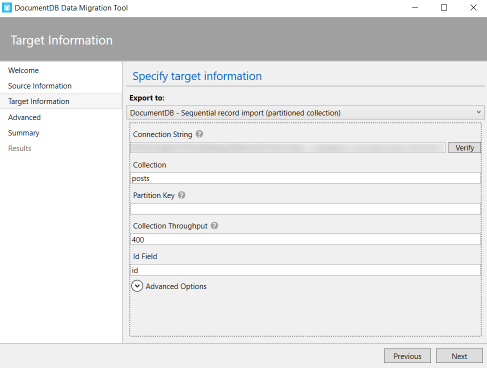 DocumentDB Data Migration Tool
Target Information
Welcome
Source Information
Target Information
Advanced
Summary
Results
Specify target information
Export to:
DocumentDB - Sequential record import (partitioned collection)
Connection String ?
Verify
Collection
posts
Partition Key ?
Collection Throughput ?
400
Id Field
id
Advanced Options
Previous Next